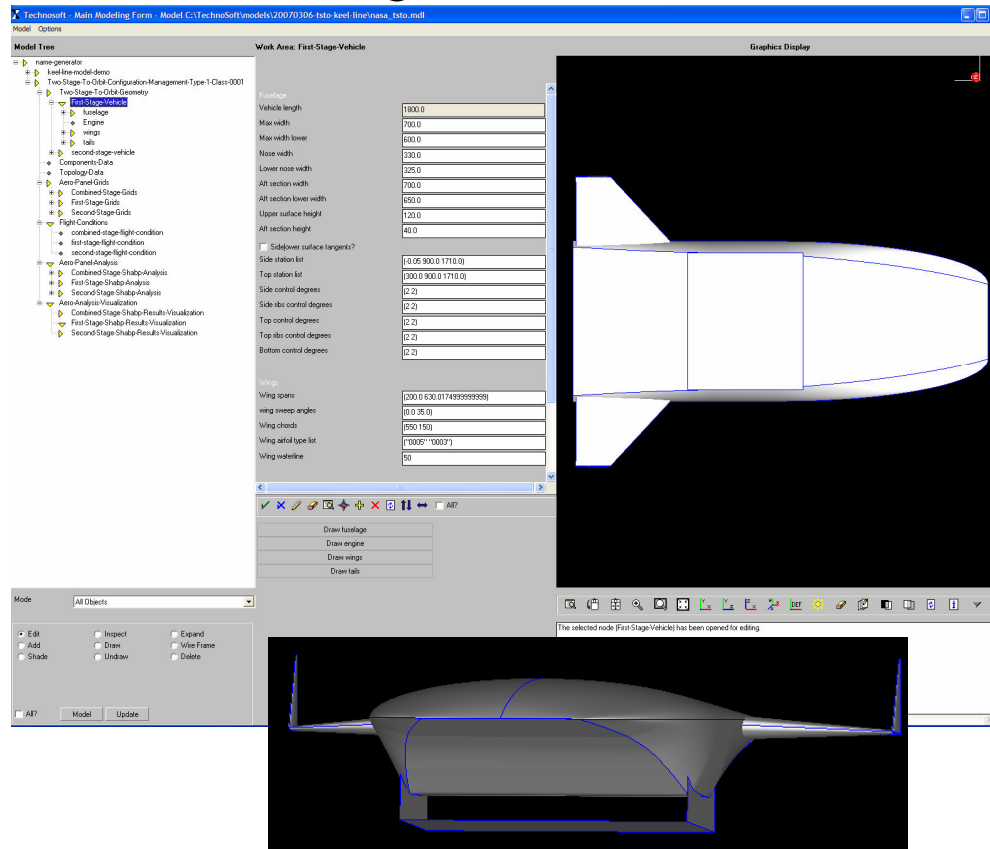 Technosoft - Main Modeling Form - Model C:\Technosoft\models\20070306-tsto-keel-line\nasa_tsto.mdl
Model Options
Model Tree
Work Area: First-Stage-Vehicle
Graphics Display
name-generator
keel-line-model-demo
Two-Stage-To-Orbit-Configuration-Management-Type-1-Class-0001
Two-Stage-To-Orbit-Geometry
First-Stage-Vehicle
fuselage
Engine
wings
tails
second-stage-vehicle
Components-Data
Topology-Data
Aero-Panel-Grids
Combined-Stage-Grids
First-Stage-Grids
Second-Stage-Grids
Flight-Conditions
combined-stage-flight-condition
first-stage-flight-condition
second-stage-flight-condition
Aero-Panel-Analysis
Combined-Stage-Shabp-Analysis
First-Stage-Shabp-Analysis
Second-Stage-Shabp-Analysis
Aero-Analysis-Visualization
Combined-Stage-Shabp-Results-Visualization
First-Stage-Shabp-Results-Visualization
Second-Stage-Shabp-Results-Visualization
Fuselage
Vehicle length 1800.0
Max width 700.0
Max width lower 600.0
Nose width 330.0
Lower nose width 325.0
Aft section width 700.0
Aft section lower width 650.0
Upper surface height 120.0
Aft section height 40.0
Side/lower surface tangents?
Side station list (-0.05 900.0 1710.0)
Top station list (300.0 900.0 1710.0)
Side control degrees (2 2)
Side ribs control degrees (2 2)
Top control degrees (2 2)
Top ribs control degrees (2 2)
Bottom control degrees (2 2)
Wings
Wing spans (200.0 630.0174999999999)
wing sweep angles (0.0 35.0)
Wing chords (550 150)
Wing airfoil type list ("0005" "0003")
Wing waterline 50
All?
Draw fuselage
Draw engine
Draw wings
Draw tails
Mode All Objects
Edit Inspect Expand
Add Draw Wire Frame
Shade Undraw Delete
All? Model Update
DEF
The selected node (First-Stage-Vehicle) has been opened for editing.